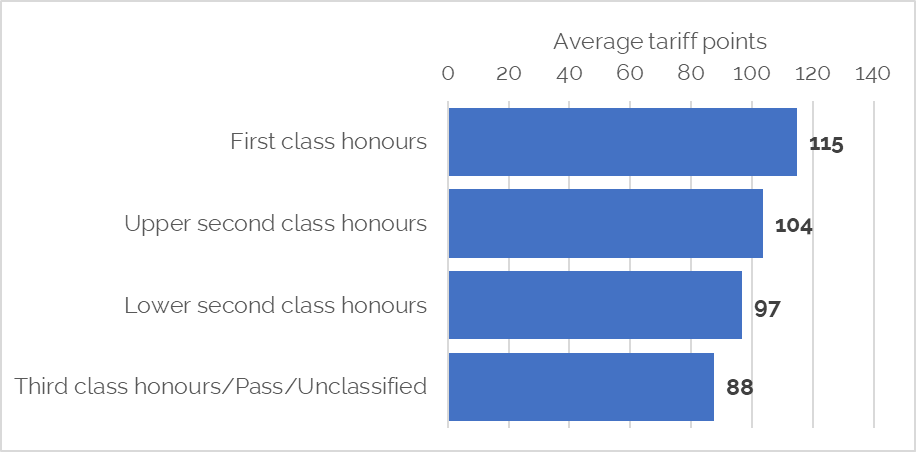 Average tariff points
0 20 40 60 80 100 120 140
First class honours 115
Upper second class honours 104
Lower second class honours 97
Third class honours/Pass/Unclassified 88